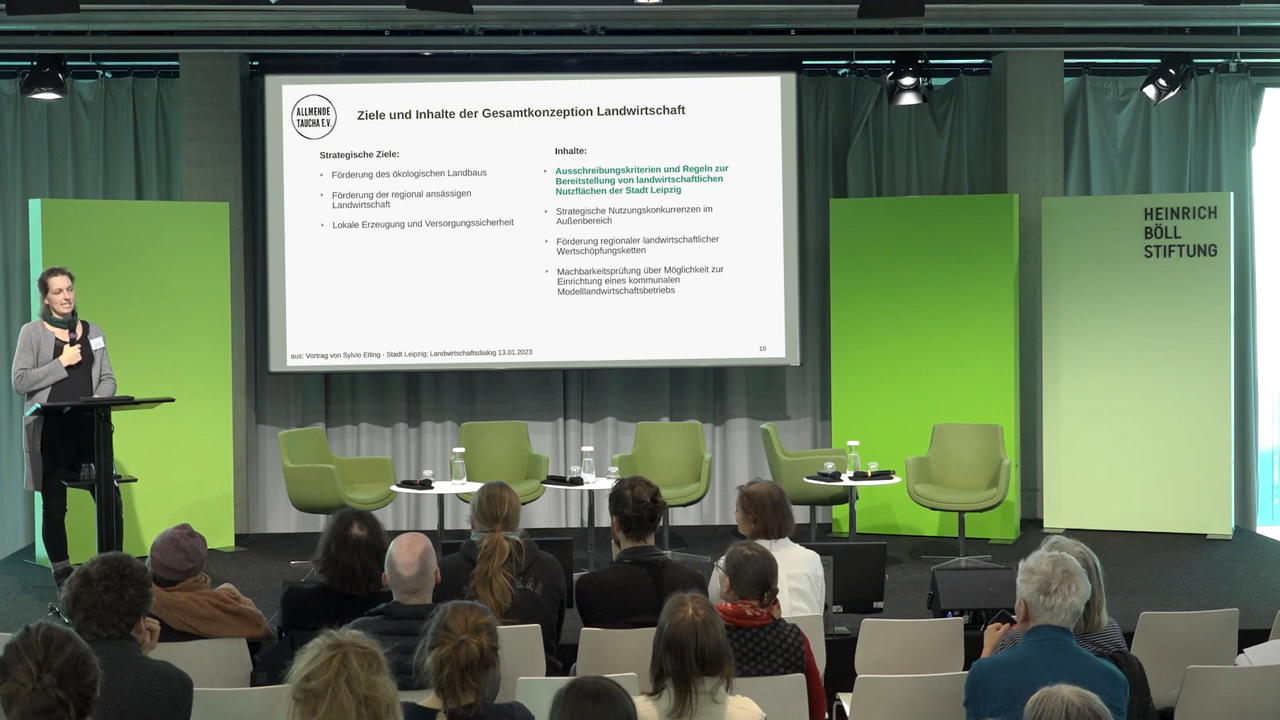 ALLMENDE
TAUCHA E.V.
Ziele und Inhalte der Gesamtkonzeption Landwirtschaft
Strategische Ziele:
Förderung des ökologischen Landbaus
Förderung der regional ansässigen
Landwirtschaft
Lokale Erzeugung und Versorgungssicherheit
Inhalte:
Ausschreibungskriterien und Regeln zur
Bereitstellung von landwirtschaftlichen
Nutzflächen der Stadt Leipzig
Strategische Nutzungskonkurrenzen im
Außenbereich
Förderung regionaler landwirtschaftlicher
Wertschöpfungsketten
Machbarkeitsprüfung über Möglichkeit zur
Einrichtung eines kommunalen
Modelllandwirtschaftsbetriebs
aus: Vortrag von Sylvio Etling - Stadt Leipzig; Landwirtschaftsdialog 13.01.2023
10
HEINRICH
BÖLL
STIFTUNG